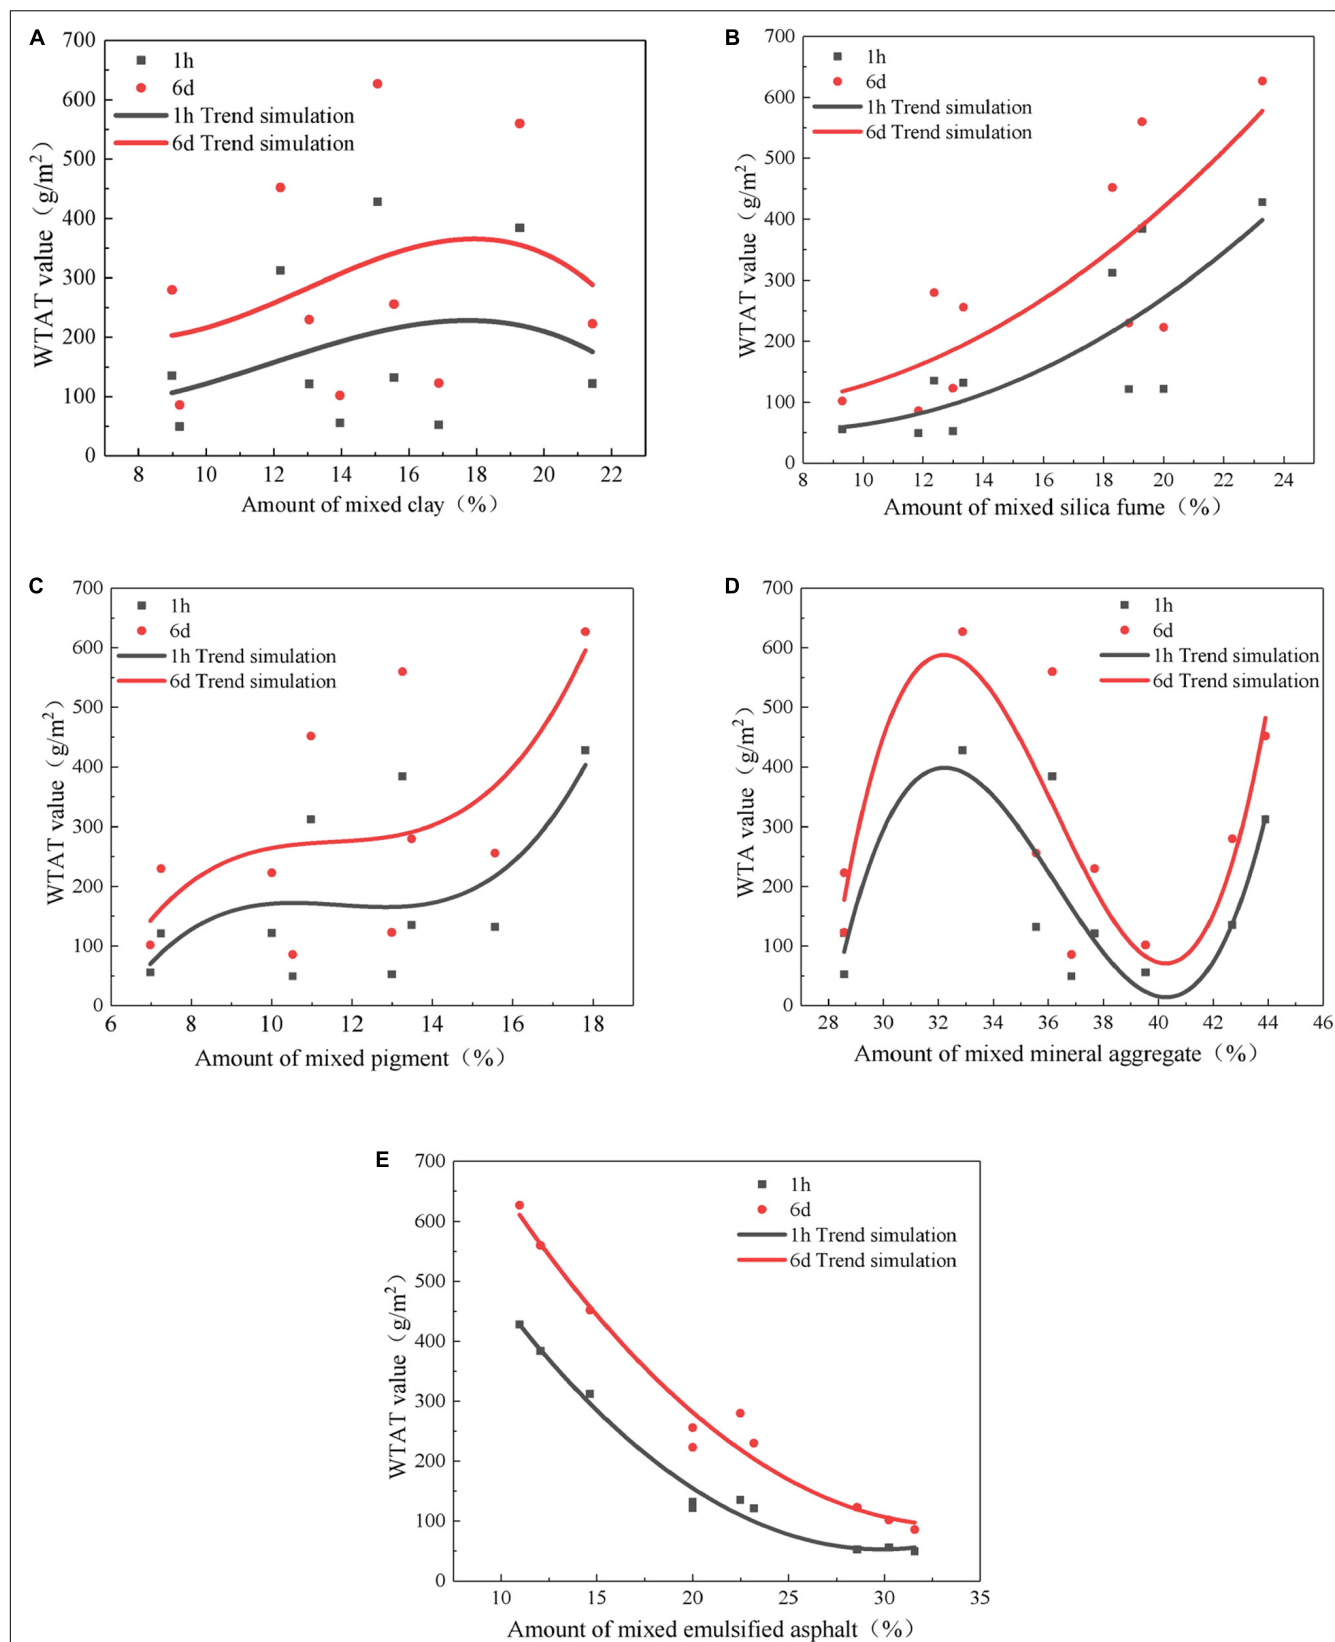 A
700
600
500
400
300
200
100
0
WTAT value（g/m²）
1h
6d
1h Trend simulation
6d Trend simulation
8 10 12 14 16 18 20 22
Amount of mixed clay（%）
B
700
600
500
400
300
200
100
0
WTAT value（g/m²）
1h
6d
1h Trend simulation
6d Trend simulation
8 10 12 14 16 18 20 22 24
Amount of mixed silica fume（%）
C
700
600
500
400
300
200
100
0
WTAT value（g/m²）
1h
6d
1h Trend simulation
6d Trend simulation
6 8 10 12 14 16 18
Amount of mixed pigment（%）
D
700
600
500
400
300
200
100
0
WTA value（g/m²）
1h
6d
1h Trend simulation
6d Trend simulation
28 30 32 34 36 38 40 42 44 46
Amount of mixed mineral aggregate（%）
E
700
600
500
400
300
200
100
0
WTAT value（g/m²）
1h
6d
1h Trend simulation
6d Trend simulation
10 15 20 25 30 35
Amount of mixed emulsified asphalt（%）